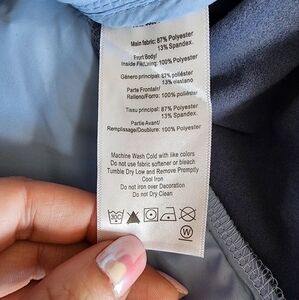 Main fabric: 87% Polyester
13% Spandex.
Front Body/
Inside File/Lining: 100% Polyester
Género principal: 87% poliéster
13% elastano
Parte Frontal/
Relleno/Forro: 100% poliéster
Tissu principal: 87% Polyester
13% Spandex.
Partie Avant/
Remplissage/Doublure: 100% Polyester
Machine Wash Cold with like colors
Do not use fabric softener or bleach
Tumble Dry Low and Remove Promptly
Cool Iron
Do not iron over Decoration
Do not Dry Clean
W